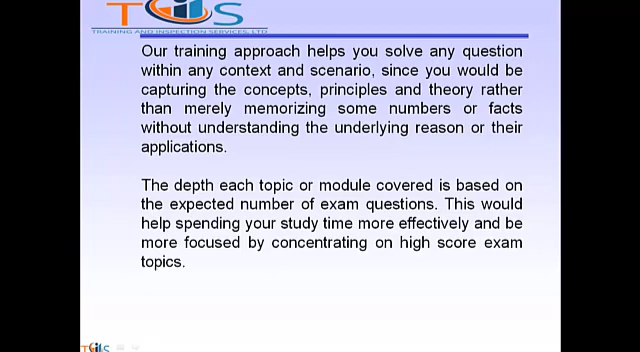 TIIS
TRAINING AND INSPECTION SERVICES, LTD
Our training approach helps you solve any question
within any context and scenario, since you would be
capturing the concepts, principles and theory rather
than merely memorizing some numbers or facts
without understanding the underlying reason or their
applications.
The depth each topic or module covered is based on
the expected number of exam questions. This would
help spending your study time more effectively and be
more focused by concentrating on high score exam
topics.
TIIS